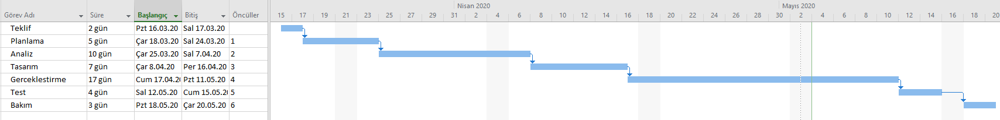 Görev Adı Süre Başlangıç Bitiş Öncüller
Nisan 2020 Mayıs 2020
15 17 19 21 23 25 27 29 31 2 4 6 8 10 12 14 16 18 20 22 24 26 28 30 2 4 6 8 10 12 14 16 18 20
Teklif 2 gün Pzt 16.03.20 Sal 17.03.20
Planlama 5 gün Çar 18.03.20 Sal 24.03.20 1
Analiz 10 gün Çar 25.03.20 Sal 7.04.20 2
Tasarım 7 gün Çar 8.04.20 Per 16.04.20 3
Gerceklestirme 17 gün Cum 17.04.20 Pzt 11.05.20 4
Test 4 gün Sal 12.05.20 Cum 15.05.20 5
Bakım 3 gün Pzt 18.05.20 Çar 20.05.20 6